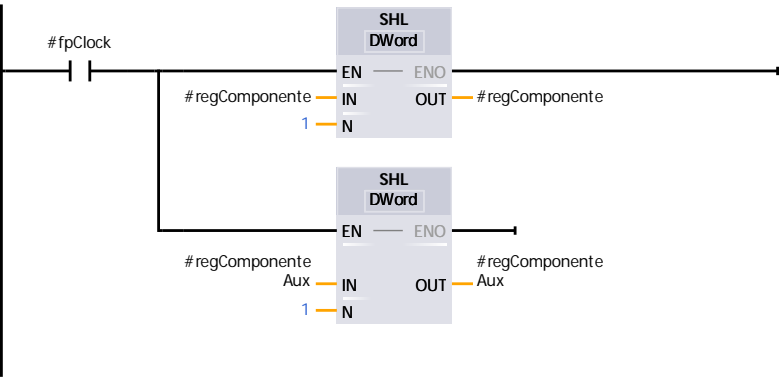 SHL
DWord
#fpClock
EN
ENO
#regComponente
IN
OUT
#regComponente
1
N
SHL
DWord
EN
ENO
#regComponente
Aux
IN
OUT
#regComponente
Aux
1
N